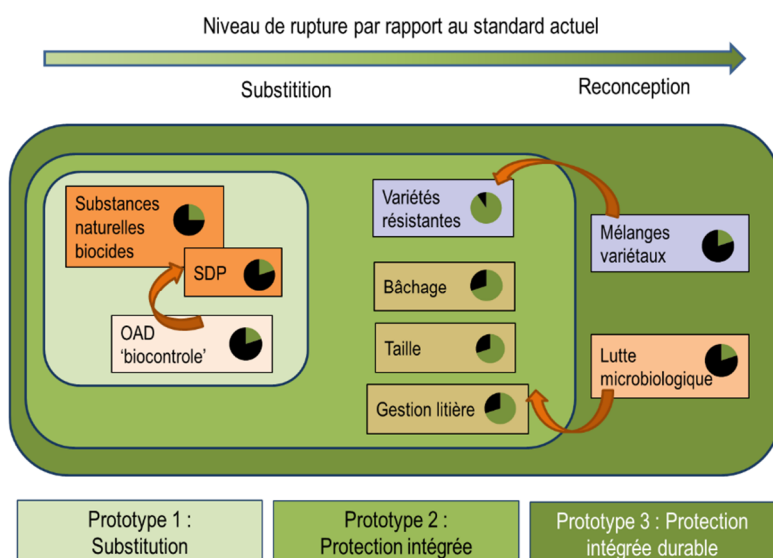 Niveau de rupture par rapport au standard actuel
Substitition
Reconception
Substances
naturelles
biocides
SDP
OAD
‘biocontrole’
Variétés
résistantes
Bâchage
Taille
Gestion litière
Mélanges
variétaux
Lutte
microbiologique
Prototype 1 :
Substitution
Prototype 2 :
Protection intégrée
Prototype 3 : Protection
intégrée durable